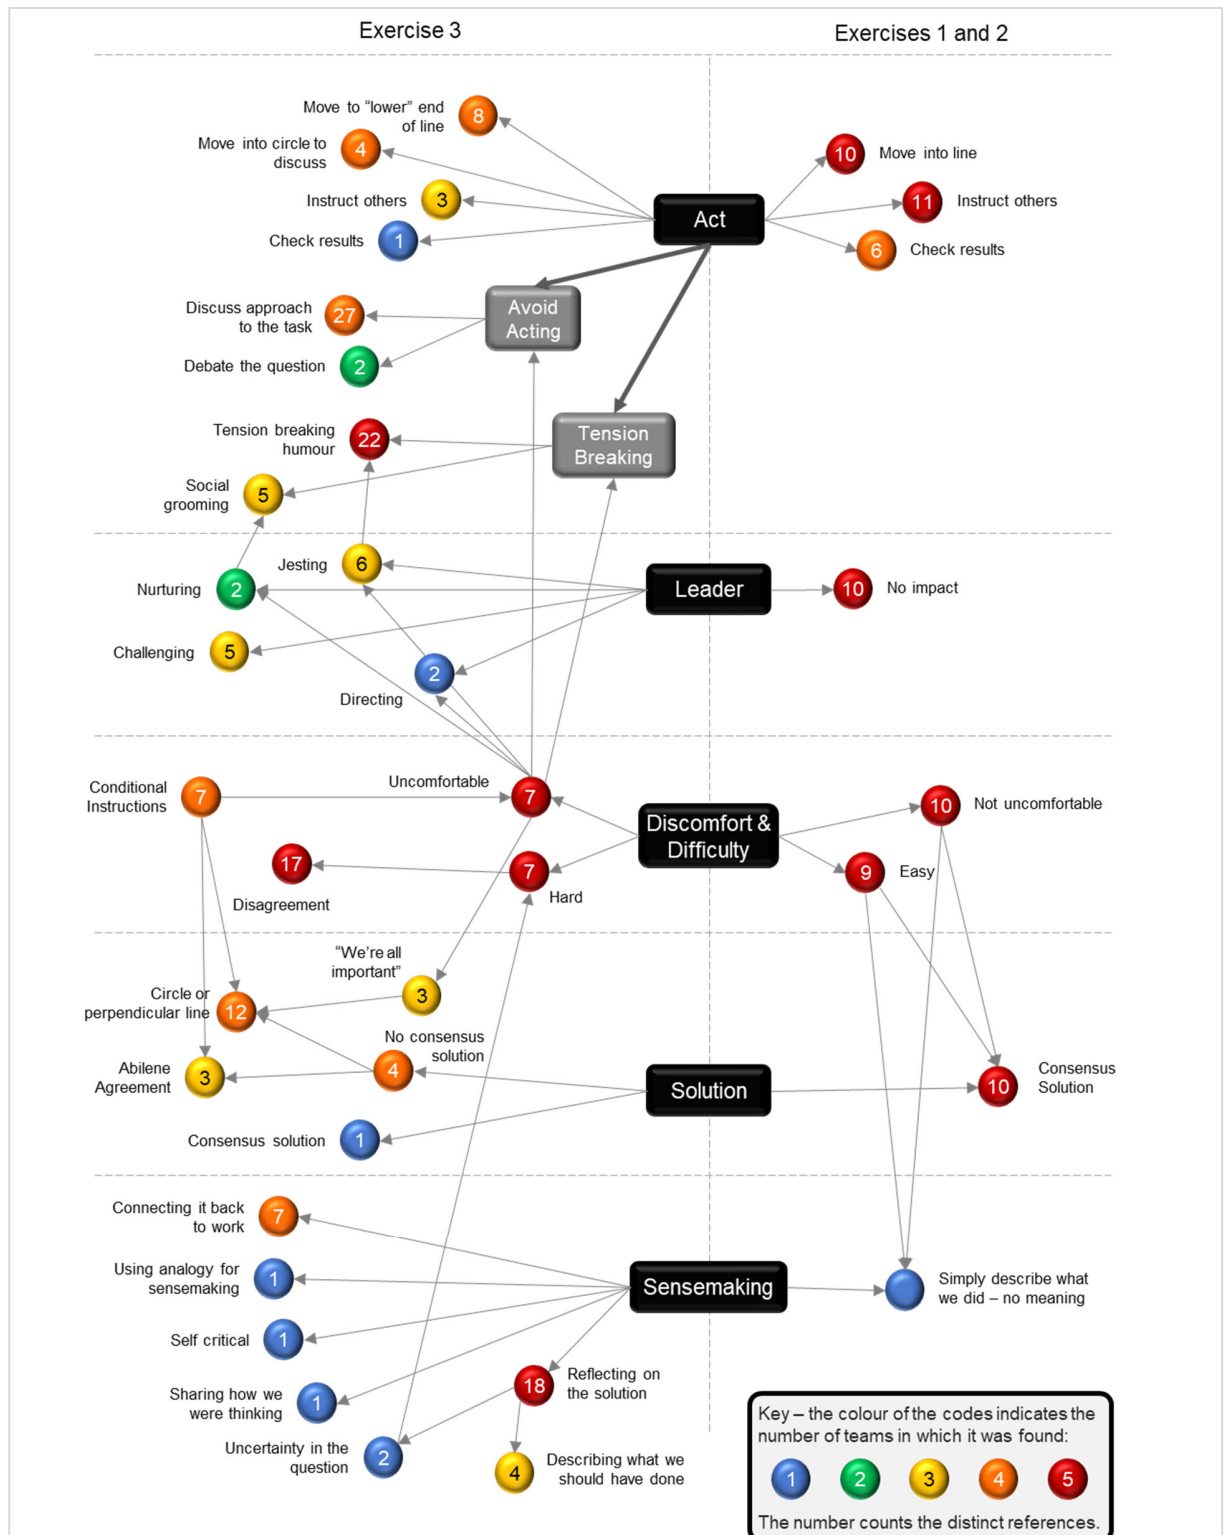 Exercise 3
Exercises 1 and 2
Move to “lower” end
of line
8
Move into circle to
discuss
4
Instruct others
3
Check results
1
Act
10
Move into line
11
Instruct others
6
Check results
Discuss approach
to the task
27
Debate the question
2
Avoid
Acting
Tension breaking
humour
22
Social
grooming
5
Tension
Breaking
Jesting
6
Nurturing
2
Challenging
5
2
Directing
Leader
10
No impact
Conditional
Instructions
7
Uncomfortable
7
17
Disagreement
7
Hard
Discomfort &
Difficulty
10
Not uncomfortable
9
Easy
“We’re all
important”
3
Circle or
perpendicular line
12
No consensus
solution
4
Abilene
Agreement
3
Consensus solution
1
Solution
10
Consensus
Solution
Connecting it back
to work
7
Using analogy for
sensemaking
1
Self critical
1
Sharing how we
were thinking
1
Uncertainty in the
question
2
18
Reflecting on
the solution
4
Describing what we
should have done
Sensemaking
Simply describe what
we did – no meaning
Key – the colour of the codes indicates the
number of teams in which it was found:
1 2 3 4 5
The number counts the distinct references.